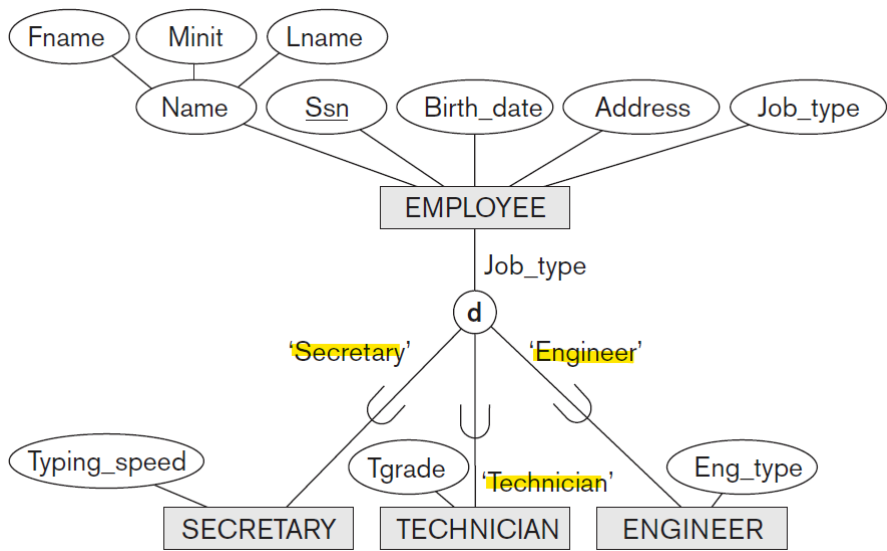 Fname Minit Lname
Name Ssn Birth_date Address Job_type
EMPLOYEE
Job_type
d
‘Secretary’ ‘Engineer’
Typing_speed Tgrade ‘Technician’ Eng_type
SECRETARY TECHNICIAN ENGINEER